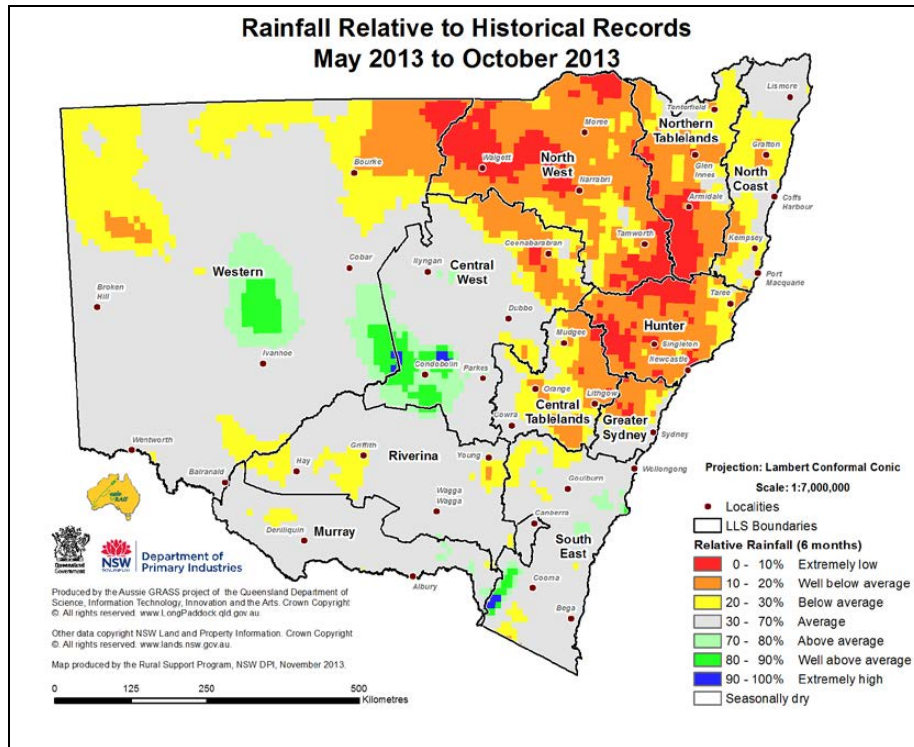 Rainfall Relative to Historical Records
May 2013 to October 2013
Lismore
Tenterfield
Northern
Tablelands
Moree
North
West
Walgett
Bourke
Narrabri
Glen
Innes
Grafton
North
Coast
Coffs
Harbour
Armidale
Kempsey
Port
Macquarie
Tamworth
Coonabarabran
Cobar
Nyngan
Central
West
Western
Broken
Hill
Ivanhoe
Dubbo
Mudgee
Taree
Hunter
Singleton
Newcastle
Condobolin
Parkes
Orange
Lithgow
Central
Tablelands
Greater
Sydney
Sydney
Cowra
Wentworth
Balranald
Hay
Griffith
Riverina
Young
Wagga
Wagga
Goulburn
Wollongong
Canberra
South
East
Murray
Deniliquin
Albury
Cooma
Bega
Queensland
Government
NSW
Department of
Primary Industries
Produced by the Aussie GRASS project of the Queensland Department of
Science, Information Technology, Innovation and the Arts. Crown Copyright
© All rights reserved. www.LongPaddock.qld.gov.au.
Other data copyright NSW Land and Property Information. Crown Copyright
© All rights reserved. www.lands.nsw.gov.au.
Map produced by the Rural Support Program, NSW DPI, November 2013.
0 125 250 500
Kilometres
Projection: Lambert Conformal Conic
Scale: 1:7,000,000
Localities
LLS Boundaries
Relative Rainfall (6 months)
0 - 10% Extremely low
10 - 20% Well below average
20 - 30% Below average
30 - 70% Average
70 - 80% Above average
80 - 90% Well above average
90 - 100% Extremely high
Seasonally dry